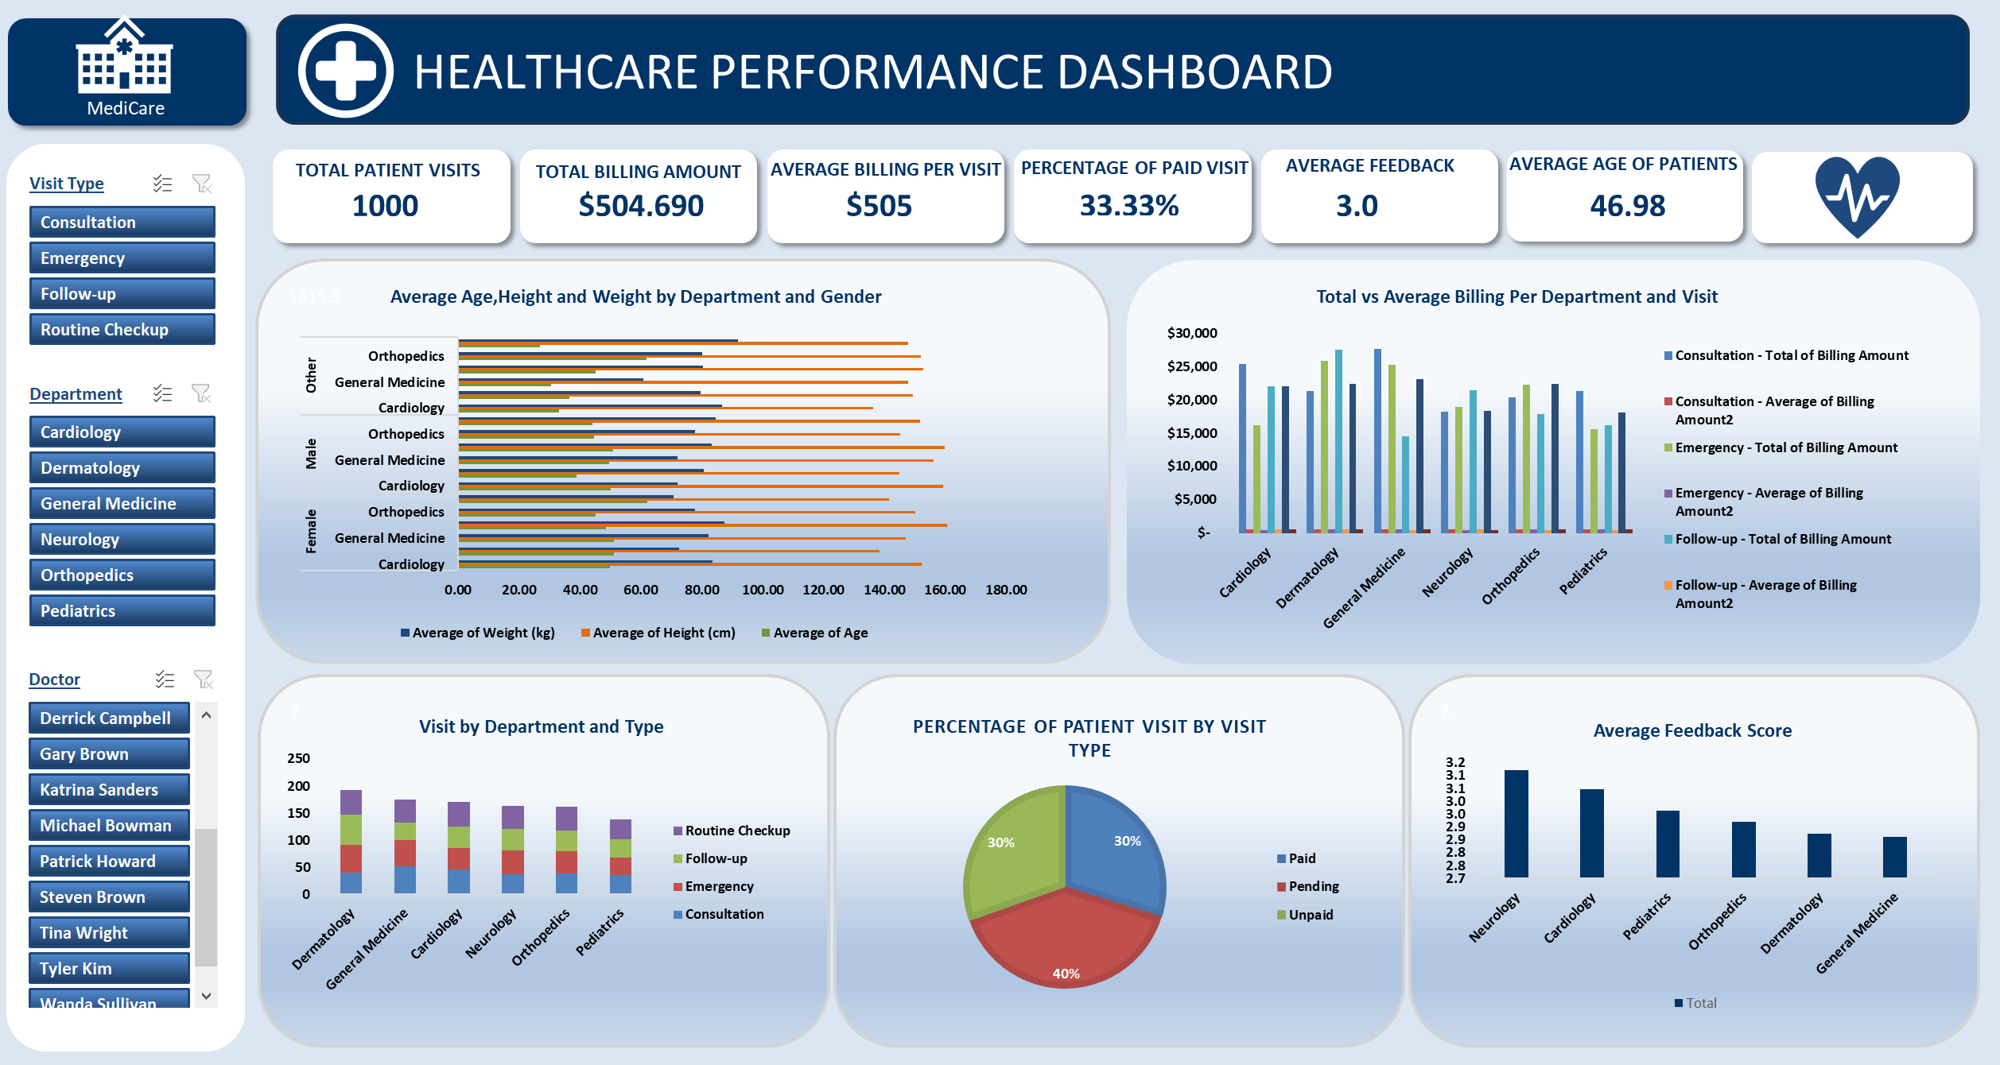 MediCare
HEALTHCARE PERFORMANCE DASHBOARD
Visit Type
Consultation
Emergency
Follow-up
Routine Checkup
Department
Cardiology
Dermatology
General Medicine
Neurology
Orthopedics
Pediatrics
Doctor
Derrick Campbell
Gary Brown
Katrina Sanders
Michael Bowman
Patrick Howard
Steven Brown
Tina Wright
Tyler Kim
Wanda Sullivan
TOTAL PATIENT VISITS
1000
TOTAL BILLING AMOUNT
$504.690
AVERAGE BILLING PER VISIT
$505
PERCENTAGE OF PAID VISIT
33.33%
AVERAGE FEEDBACK
3.0
AVERAGE AGE OF PATIENTS
46.98
1615.5
Average Age,Height and Weight by Department and Gender
Other
Orthopedics
General Medicine
Cardiology
Male
Orthopedics
General Medicine
Cardiology
Female
Orthopedics
General Medicine
Cardiology
0.00 20.00 40.00 60.00 80.00 100.00 120.00 140.00 160.00 180.00
Average of Weight (kg) Average of Height (cm) Average of Age
Total vs Average Billing Per Department and Visit
$30,000
$25,000
$20,000
$15,000
$10,000
$5,000
$-
Cardiology
Dermatology
General Medicine
Neurology
Orthopedics
Pediatrics
Consultation - Total of Billing Amount
Consultation - Average of Billing
Amount2
Emergency - Total of Billing Amount
Emergency - Average of Billing
Amount2
Follow-up - Total of Billing Amount
Follow-up - Average of Billing
Amount2
7
Visit by Department and Type
250
200
150
100
50
0
Dermatology
General Medicine
Cardiology
Neurology
Orthopedics
Pediatrics
Routine Checkup
Follow-up
Emergency
Consultation
PERCENTAGE OF PATIENT VISIT BY VISIT
TYPE
30%
30%
40%
Paid
Pending
Unpaid
7.
Average Feedback Score
3.2
3.1
3.1
3.0
3.0
2.9
2.9
2.8
2.8
2.7
Neurology
Cardiology
Pediatrics
Orthopedics
Dermatology
General Medicine
Total